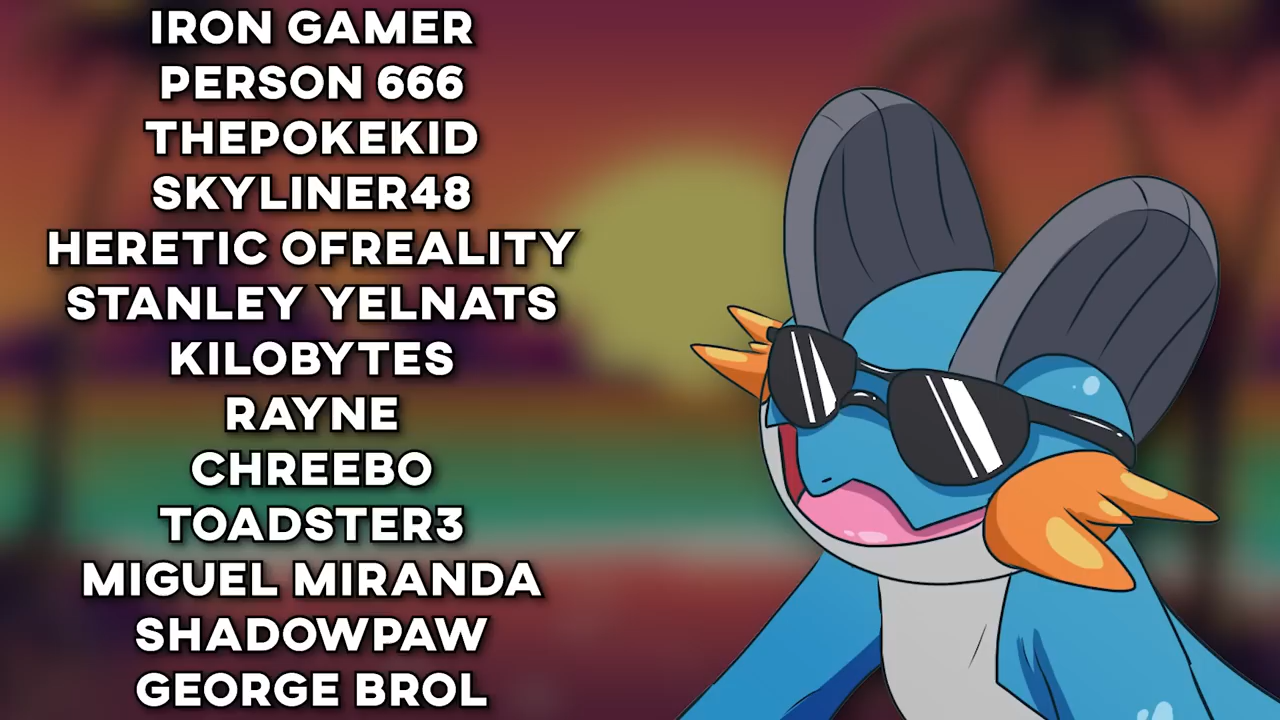 IRON GAMER
PERSON 666
THEPOKEKID
SKYLINER48
HERETIC OFREALITY
STANLEY YELNATS
KILOBYTES
RAYNE
CHREEBO
TOADSTER3
MIGUEL MIRANDA
SHADOWPAW
GEORGE BROL